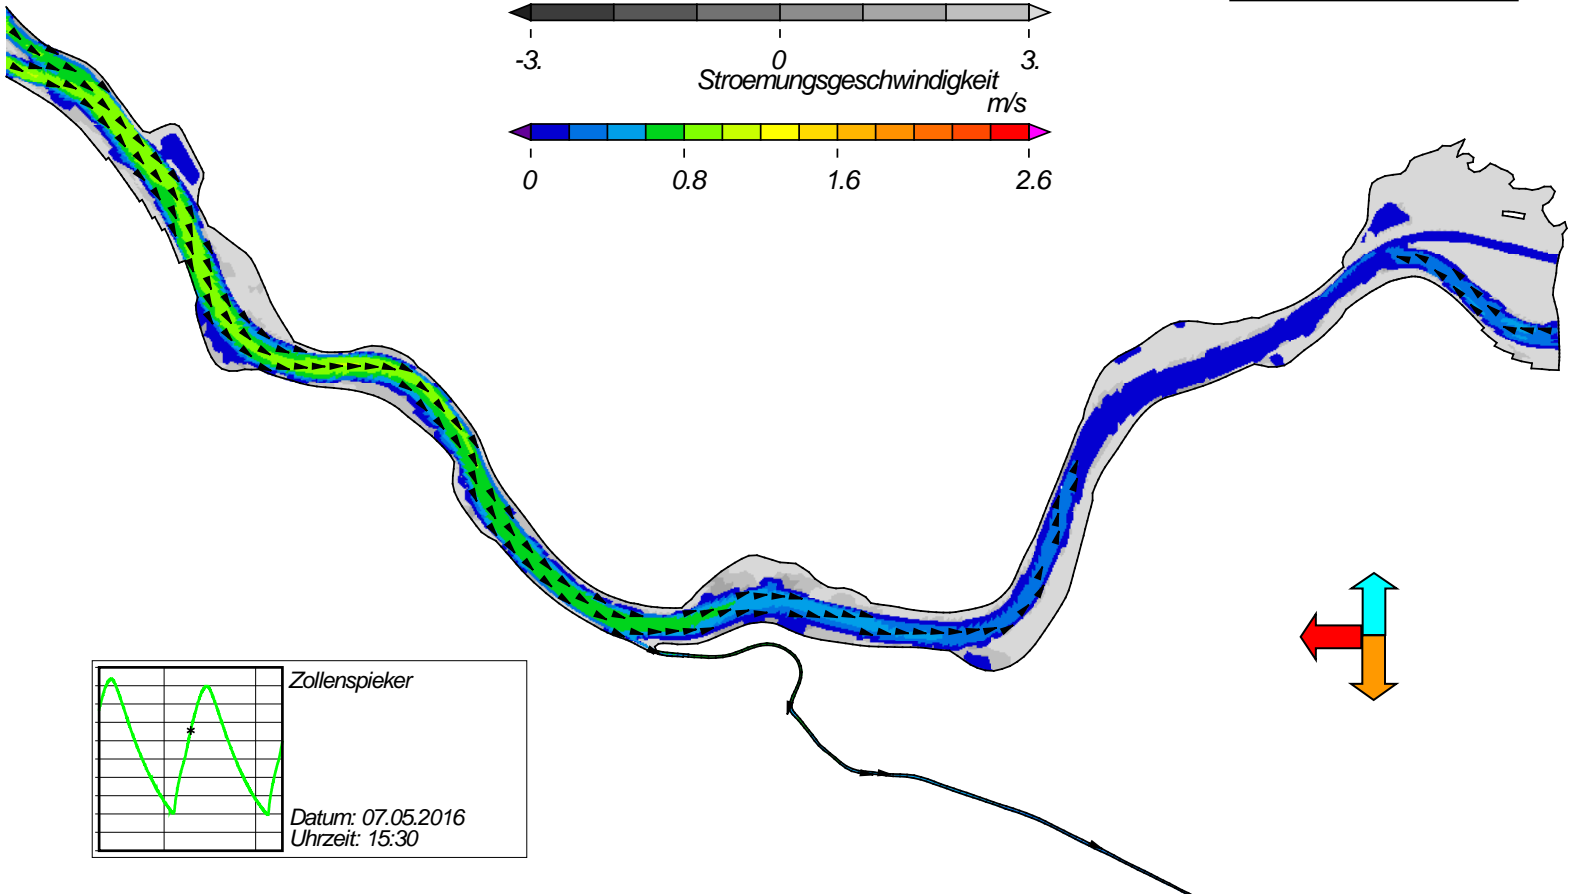 -3. 0 3.
Stroemungsgeschwindigkeit
m/s
0 0.8 1.6 2.6
Zollenspieker
*
Datum: 07.05.2016
Uhrzeit: 15:30